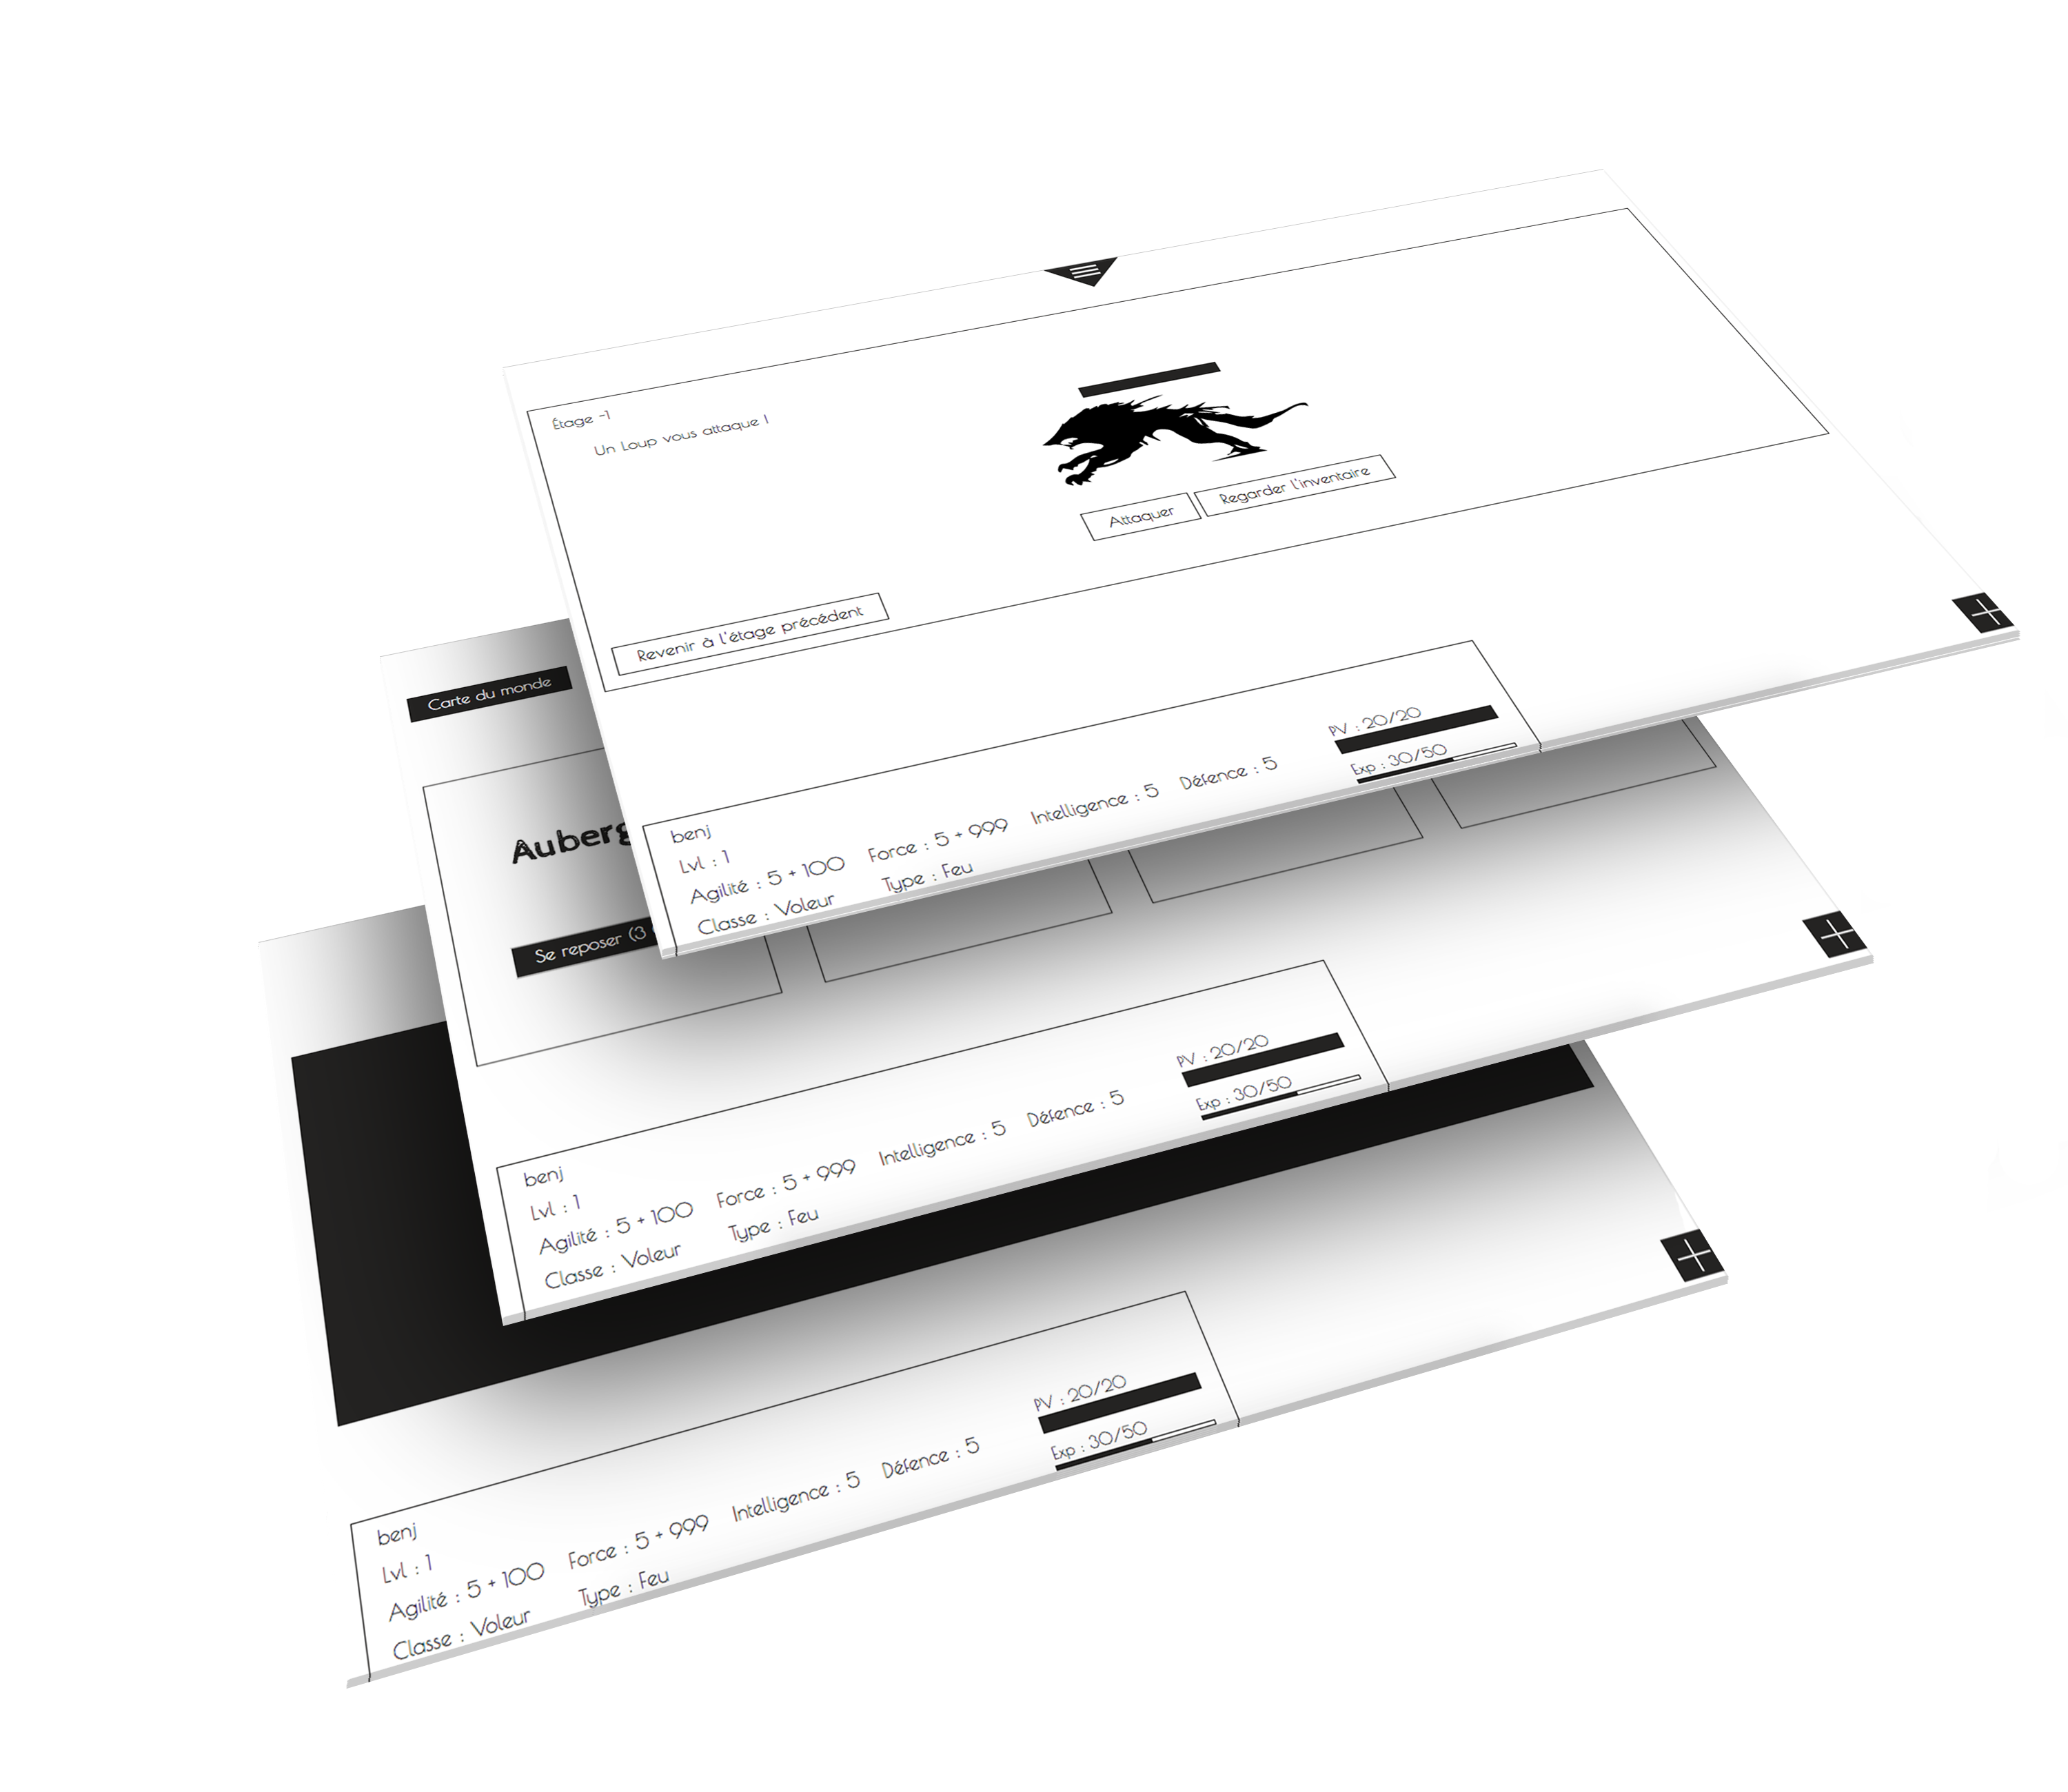 Étage -1
Un Loup vous attaque !
Attaquer
Regarder l'inventaire
Revenir à l'étage précédent
benj
Lvl : 1
Agilité : 5 + 100
Force : 5 + 999
Intelligence : 5
Défence : 5
Classe : Voleur
Type : Feu
PV : 20/20
Exp : 30/50
Carte du monde
Se reposer (3
benj
Lvl : 1
Agilité : 5 + 100
Force : 5 + 999
Intelligence : 5
Défence : 5
Classe : Voleur
Type : Feu
PV : 20/20
Exp : 30/50
benj
Lvl : 1
Agilité : 5 + 100
Force : 5 + 999
Intelligence : 5
Défence : 5
Classe : Voleur
Type : Feu
PV : 20/20
Exp : 30/50